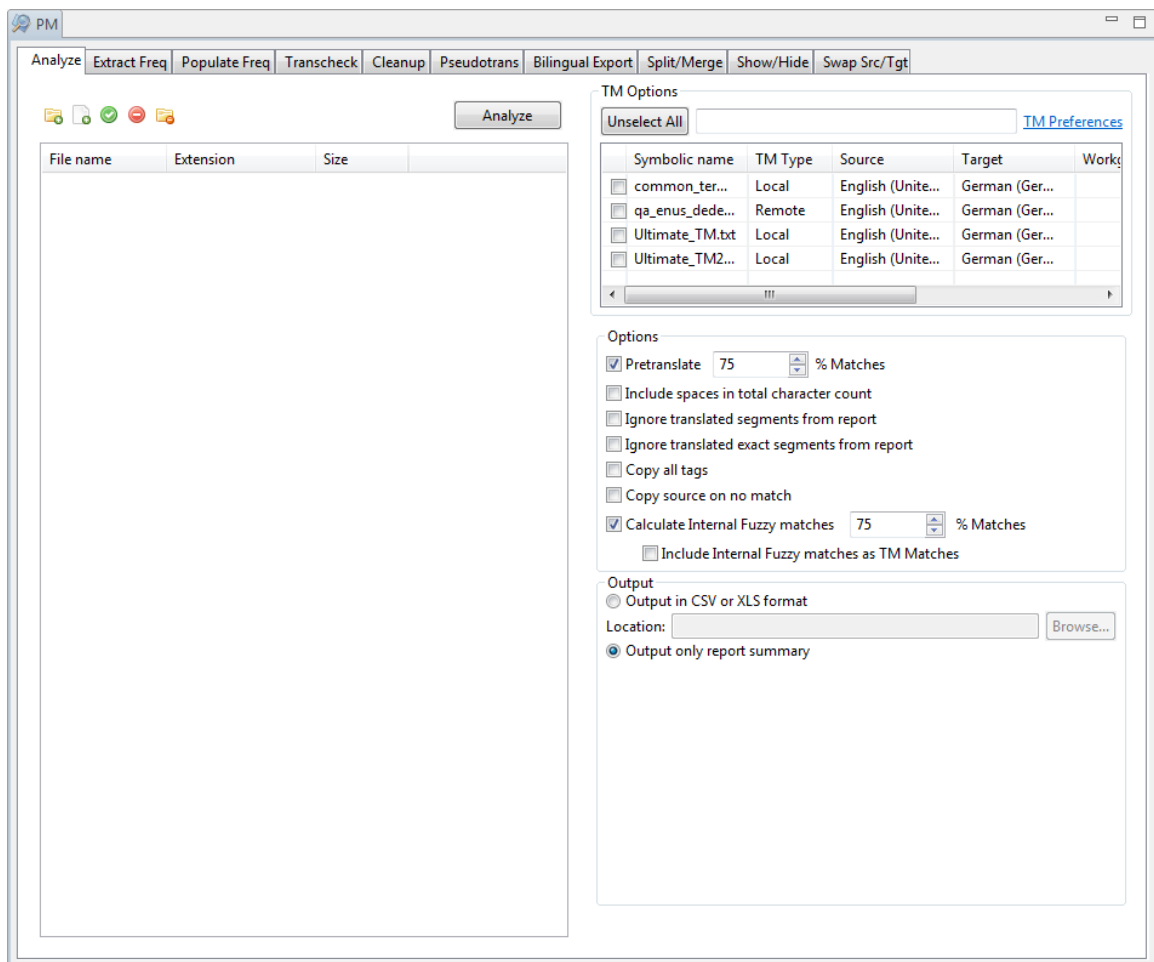 PM
Analyze Extract Freq Populate Freq Transcheck Cleanup Pseudotrans Bilingual Export Split/Merge Show/Hide Swap Src/Tgt
Analyze
File name Extension Size
TM Options
Unselect All TM Preferences
Symbolic name TM Type Source Target Workg
common_ter... Local English (Unite... German (Ger...
qa_enus_dede... Remote English (Unite... German (Ger...
Ultimate_TM.txt Local English (Unite... German (Ger...
Ultimate_TM2... Local English (Unite... German (Ger...
Options
Pretranslate 75 % Matches
Include spaces in total character count
Ignore translated segments from report
Ignore translated exact segments from report
Copy all tags
Copy source on no match
Calculate Internal Fuzzy matches 75 % Matches
Include Internal Fuzzy matches as TM Matches
Output
Output in CSV or XLS format
Location: Browse...
Output only report summary